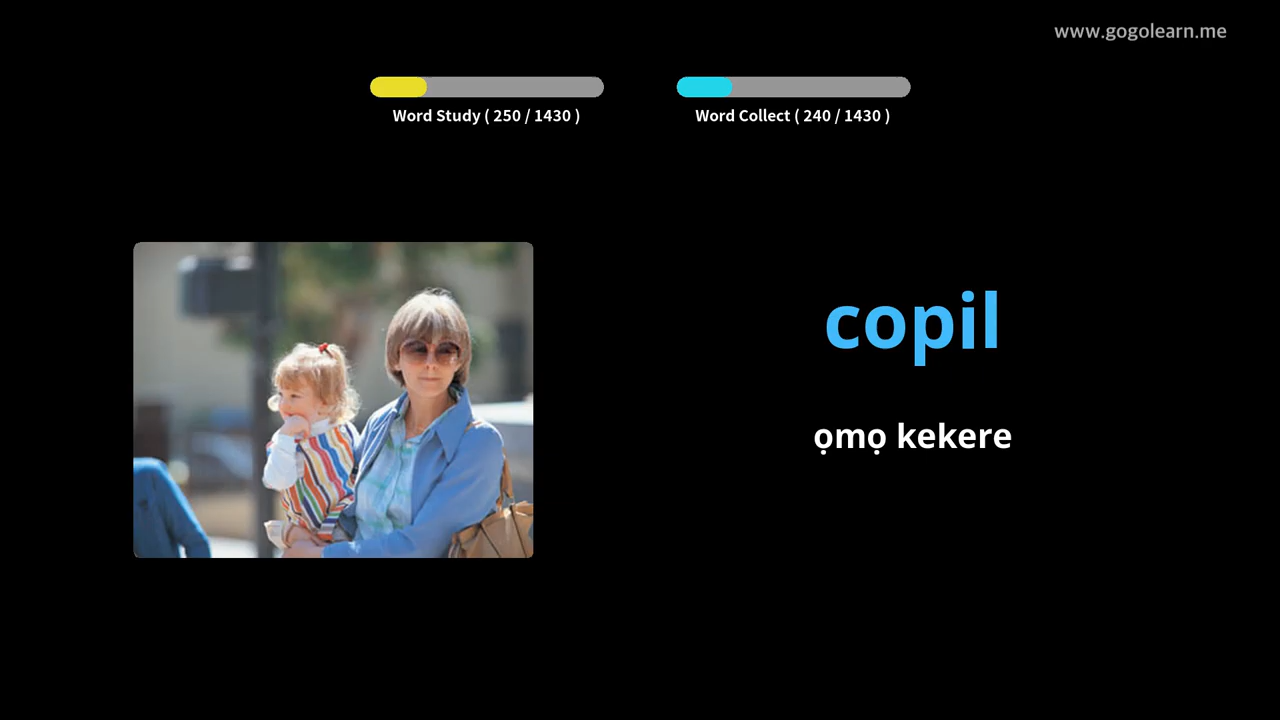 www.gogolearn.me
Word Study ( 250 / 1430 )
Word Collect ( 240 / 1430 )
copil
ọmọ kekere